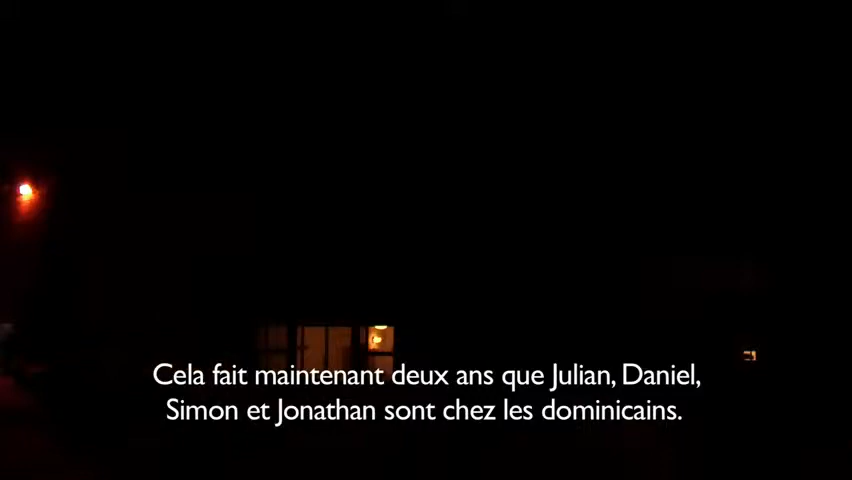 Cela fait maintenant deux ans que Julian, Daniel,
Simon et Jonathan sont chez les dominicains.